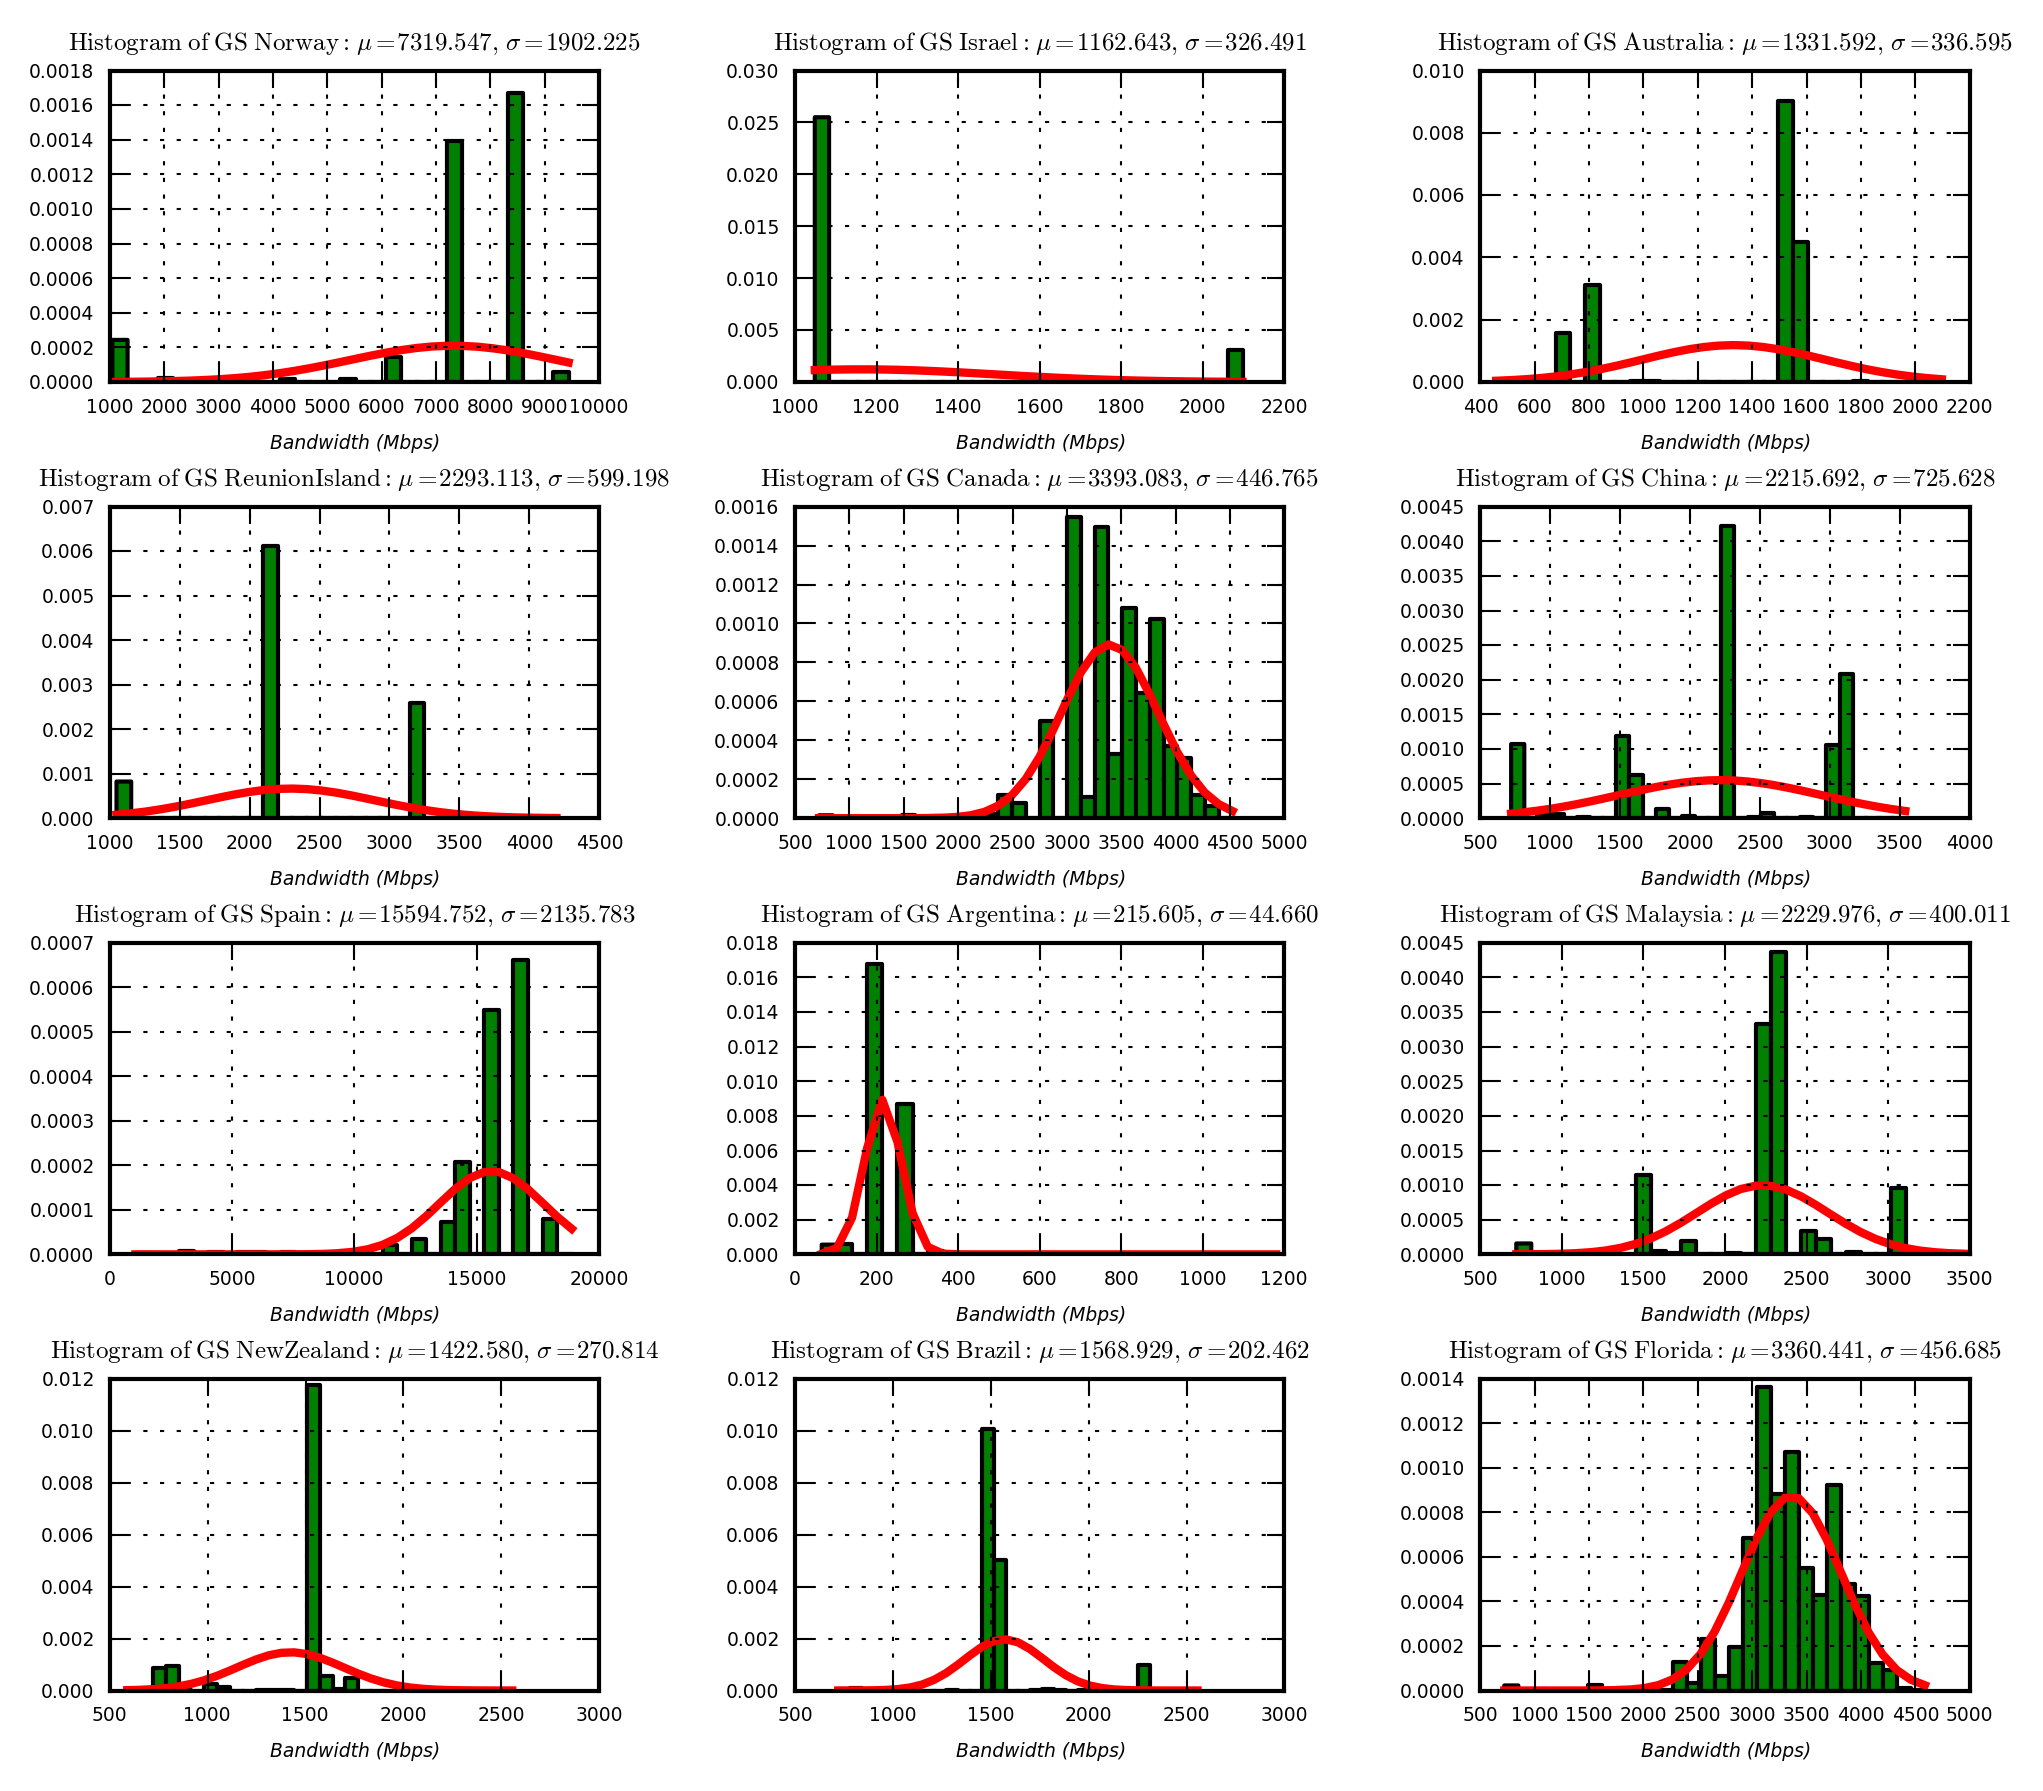 Histogram of GS Norway: μ=7319.547, σ=1902.225
0.0018
0.0016
0.0014
0.0012
0.0010
0.0008
0.0006
0.0004
0.0002
0.0000
1000 2000 3000 4000 5000 6000 7000 8000 9000 10000
Bandwidth (Mbps)
Histogram of GS Israel: μ=1162.643, σ=326.491
0.030
0.025
0.020
0.015
0.010
0.005
0.000
1000 1200 1400 1600 1800 2000 2200
Bandwidth (Mbps)
Histogram of GS Australia: μ=1331.592, σ=336.595
0.010
0.008
0.006
0.004
0.002
0.000
400 600 800 1000 1200 1400 1600 1800 2000 2200
Bandwidth (Mbps)
Histogram of GS ReunionIsland: μ=2293.113, σ=599.198
0.007
0.006
0.005
0.004
0.003
0.002
0.001
0.000
1000 1500 2000 2500 3000 3500 4000 4500
Bandwidth (Mbps)
Histogram of GS Canada: μ=3393.083, σ=446.765
0.0016
0.0014
0.0012
0.0010
0.0008
0.0006
0.0004
0.0002
0.0000
500 1000 1500 2000 2500 3000 3500 4000 4500 5000
Bandwidth (Mbps)
Histogram of GS China: μ=2215.692, σ=725.628
0.0045
0.0040
0.0035
0.0030
0.0025
0.0020
0.0015
0.0010
0.0005
0.0000
500 1000 1500 2000 2500 3000 3500 4000
Bandwidth (Mbps)
Histogram of GS Spain: μ=15594.752, σ=2135.783
0.0007
0.0006
0.0005
0.0004
0.0003
0.0002
0.0001
0.0000
0 5000 10000 15000 20000
Bandwidth (Mbps)
Histogram of GS Argentina: μ=215.605, σ=44.660
0.018
0.016
0.014
0.012
0.010
0.008
0.006
0.004
0.002
0.000
0 200 400 600 800 1000 1200
Bandwidth (Mbps)
Histogram of GS Malaysia: μ=2229.976, σ=400.011
0.0045
0.0040
0.0035
0.0030
0.0025
0.0020
0.0015
0.0010
0.0005
0.0000
500 1000 1500 2000 2500 3000 3500
Bandwidth (Mbps)
Histogram of GS NewZealand: μ=1422.580, σ=270.814
0.012
0.010
0.008
0.006
0.004
0.002
0.000
500 1000 1500 2000 2500 3000
Bandwidth (Mbps)
Histogram of GS Brazil: μ=1568.929, σ=202.462
0.012
0.010
0.008
0.006
0.004
0.002
0.000
500 1000 1500 2000 2500 3000
Bandwidth (Mbps)
Histogram of GS Florida: μ=3360.441, σ=456.685
0.0014
0.0012
0.0010
0.0008
0.0006
0.0004
0.0002
0.0000
500 1000 1500 2000 2500 3000 3500 4000 4500 5000
Bandwidth (Mbps)